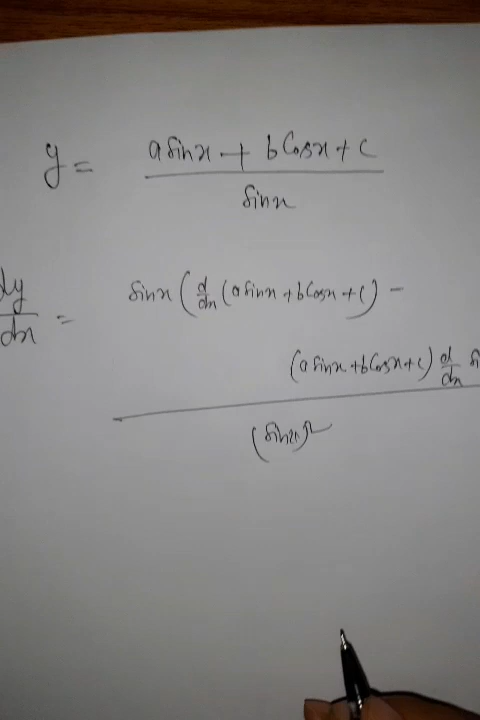 y = a sinx + b cosx + c
sinx
dy/dx = sinx ( d/dx (a sinx + b cosx + c) -
(a sinx + b cosx + c) d/dx
(sinx)²